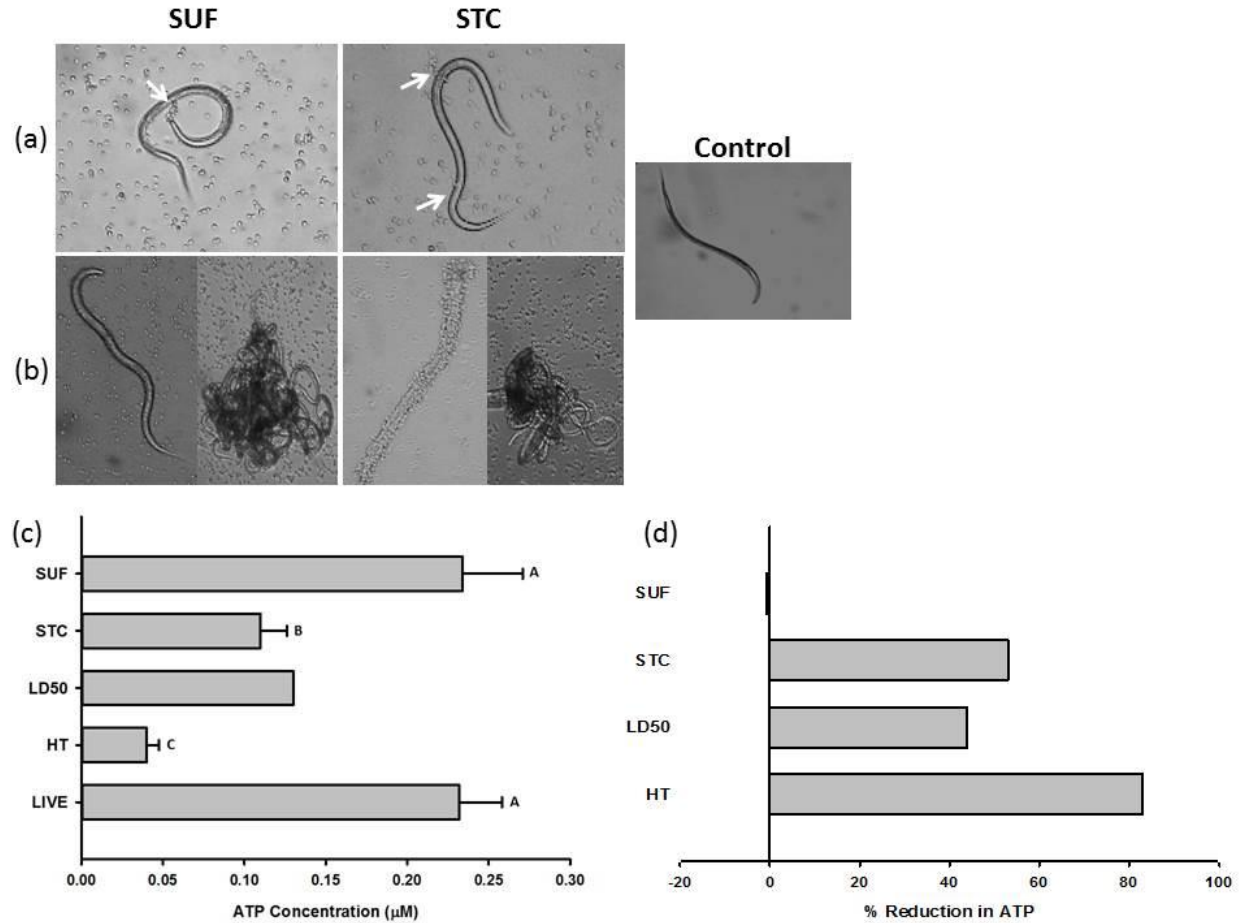 SUF STC
(a)
Control
(b)
(c)
SUF
A
STC
B
LD50
HT
C
LIVE
A
0.00 0.05 0.10 0.15 0.20 0.25 0.30
ATP Concentration (µM)
(d)
SUF
STC
LD50
HT
-20 0 20 40 60 80 100
% Reduction in ATP